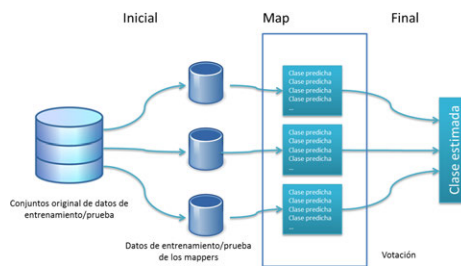 Inicial
Map
Final
Clase predicha
Clase predicha
Clase predicha
Clase predicha
...
Clase predicha
Clase predicha
Clase predicha
Clase predicha
...
Clase predicha
Clase predicha
Clase predicha
Clase predicha
...
Clase estimada
Conjuntos original de datos de
entrenamiento/prueba
Datos de entrenamiento/prueba
de los mappers
Votación